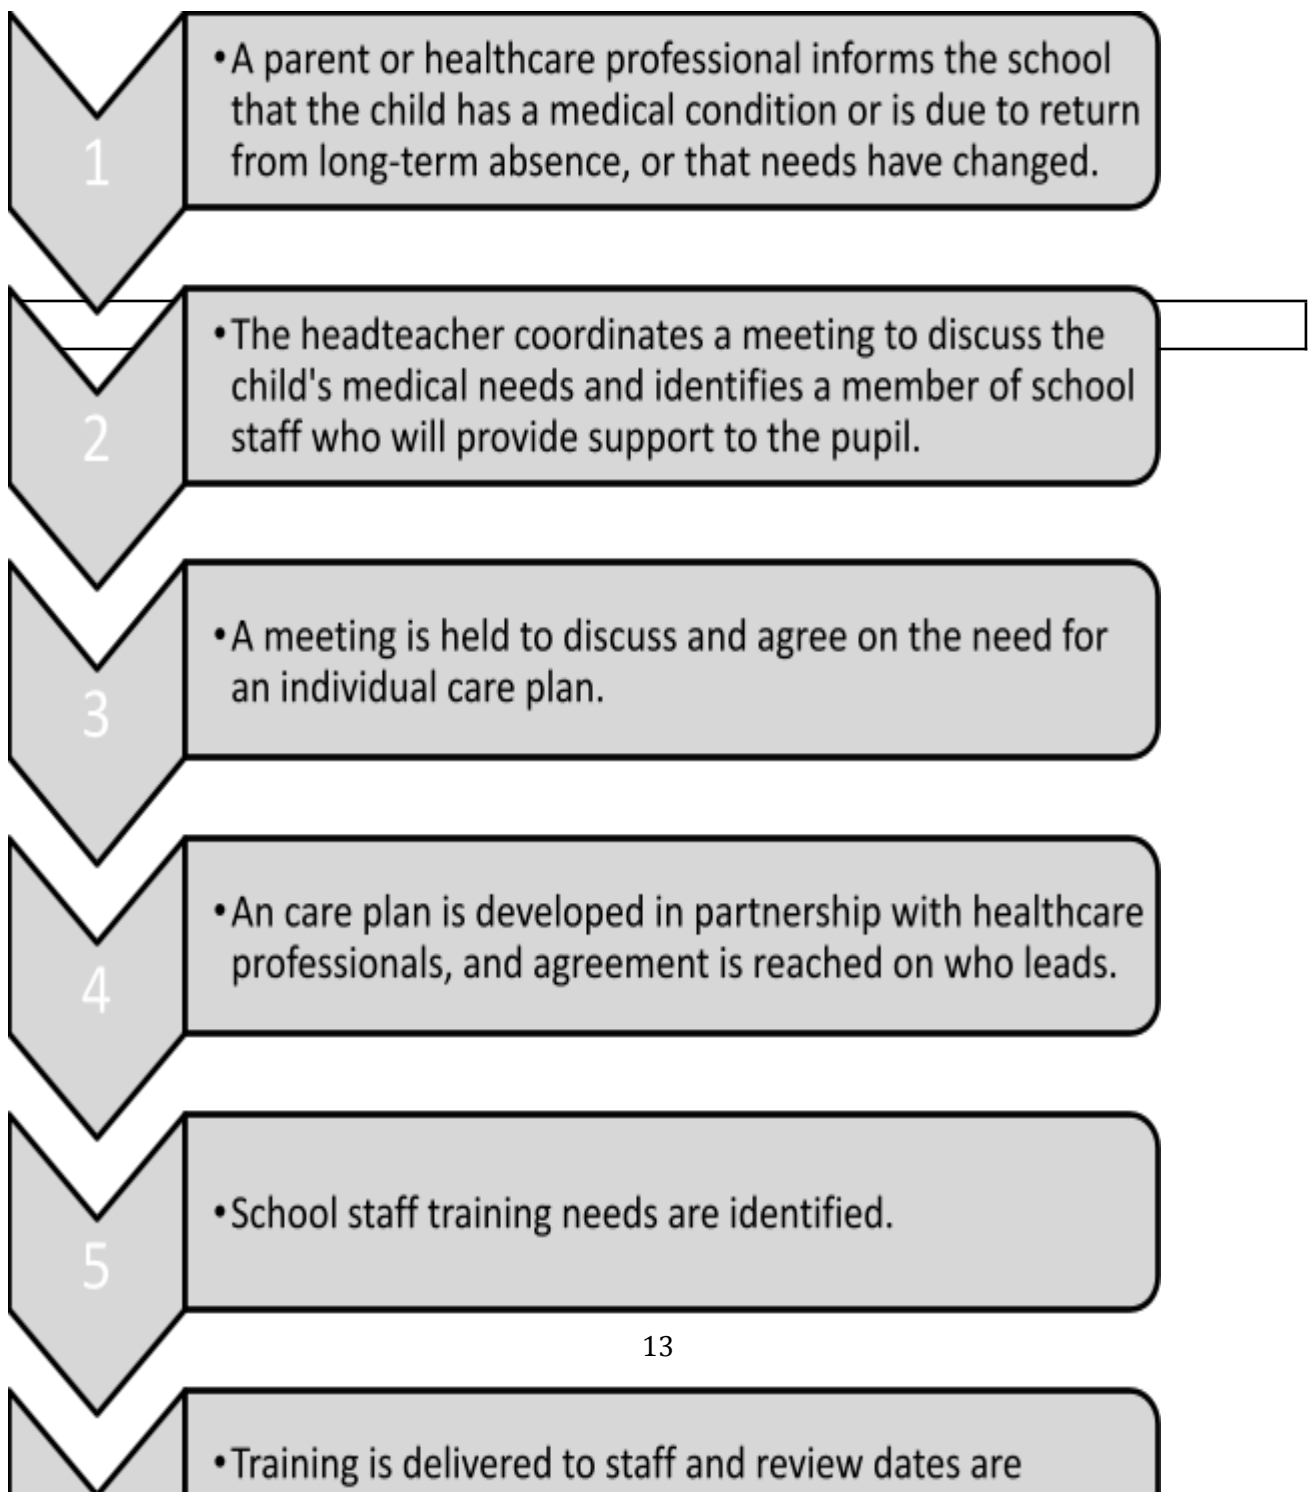 1
•A parent or healthcare professional informs the school
that the child has a medical condition or is due to return
from long-term absence, or that needs have changed.
2
•The headteacher coordinates a meeting to discuss the
child's medical needs and identifies a member of school
staff who will provide support to the pupil.
3
•A meeting is held to discuss and agree on the need for
an individual care plan.
4
•An care plan is developed in partnership with healthcare
professionals, and agreement is reached on who leads.
5
•School staff training needs are identified.
13
•Training is delivered to staff and review dates are